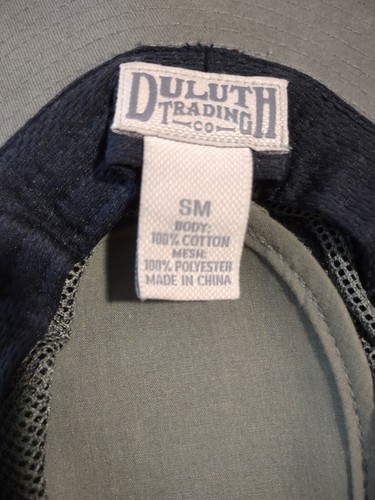 DULUTH
TRADING
CO
SM
BODY:
100% COTTON
MESH:
100% POLYESTER
MADE IN CHINA